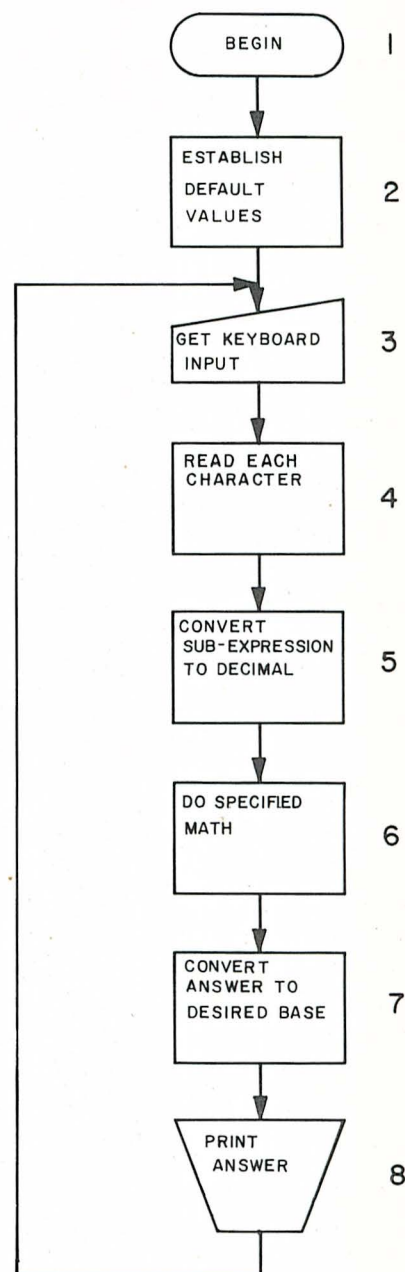 BEGIN
1
ESTABLISH
DEFAULT
VALUES
2
GET KEYBOARD
INPUT
3
READ EACH
CHARACTER
4
CONVERT
SUB-EXPRESSION
TO DECIMAL
5
DO SPECIFIED
MATH
6
CONVERT
ANSWER TO
DESIRED BASE
7
PRINT
ANSWER
8